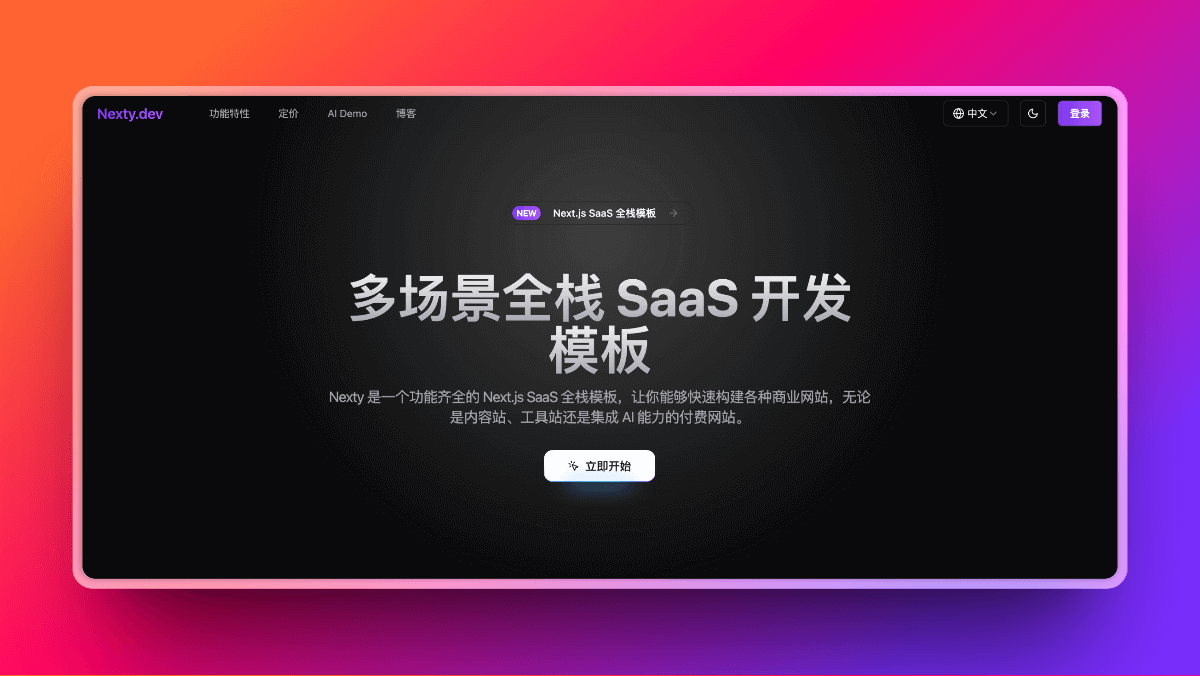 Nexty.dev 功能特性 定价 AI Demo 博客 中文 登录
NEW Next.js SaaS 全栈模板
多场景全栈 SaaS 开发
模板
Nexty 是一个功能齐全的 Next.js SaaS 全栈模板，让你能够快速构建各种商业网站，无论
是内容站、工具站还是集成 AI 能力的付费网站。
立即开始